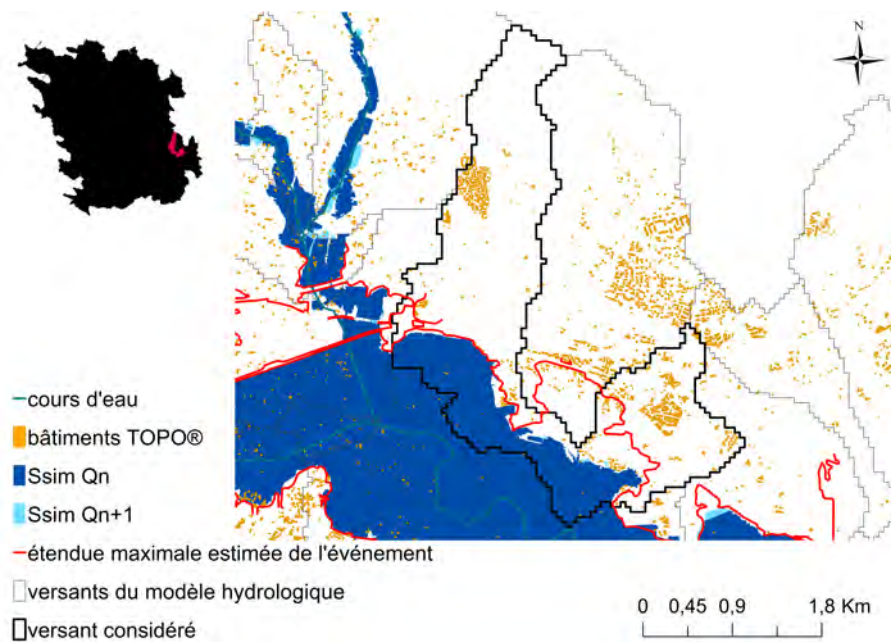 N
cours d'eau
bâtiments TOPO®
Ssim Qn
Ssim Qn+1
étendue maximale estimée de l'événement
versants du modèle hydrologique
versant considéré
0 0,45 0,9 1,8 Km